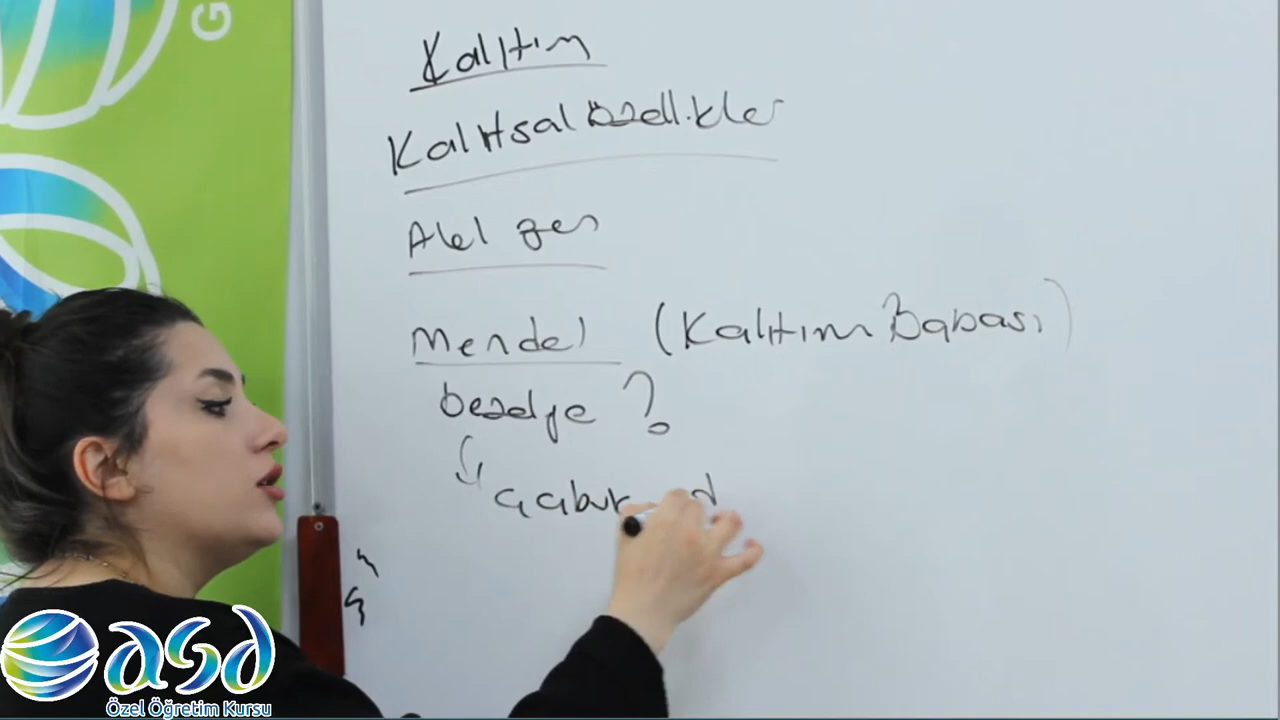 Kalıtım
Kalıtsal özellikler
Alel gen
Mendel (Kalıtım Babası)
bezelye ?
çabuk
asd
Özel Öğretim Kursu
G